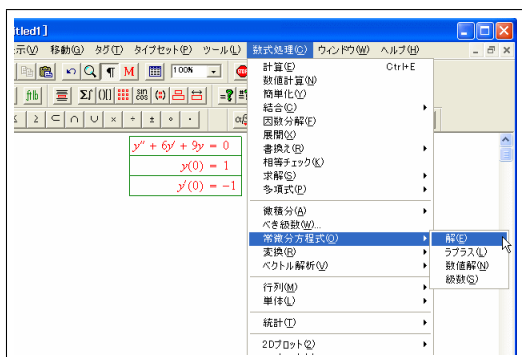 itled1]
示(V) 移動(G) タグ(T) タイプセット(P) ツール(L) 数式処理(C) ウィンドウ(W) ヘルプ(H)
100%
計算(E) Ctrl+E
数値計算(N)
簡単化(Y)
結合(C)
因数分解(F)
展開(X)
書換え(R)
相等チェック(K)
求解(S)
多項式(P)
微積分(A)
べき級数(W)...
常微分方程式(O)
変換(R)
ベクトル解析(V)
行列(M)
単体(L)
統計(T)
2Dプロット(2)
解(E)
ラプラス(L)
数値解(N)
級数(S)
y'' + 6y' + 9y = 0
y(0) = 1
y'(0) = −1